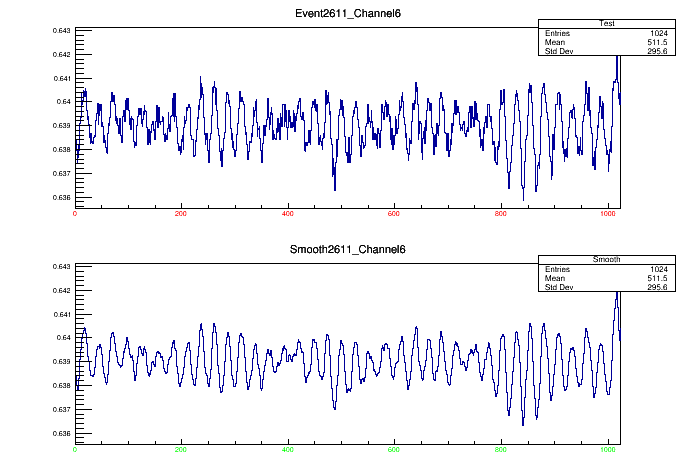 Event2611_Channel6
Test
Entries 1024
Mean 511.5
Std Dev 295.6
0.643
0.642
0.641
0.64
0.639
0.638
0.637
0.636
0 200 400 600 800 1000
Smooth2611_Channel6
Smooth
Entries 1024
Mean 511.5
Std Dev 295.6
0.643
0.642
0.641
0.64
0.639
0.638
0.637
0.636
0 200 400 600 800 1000